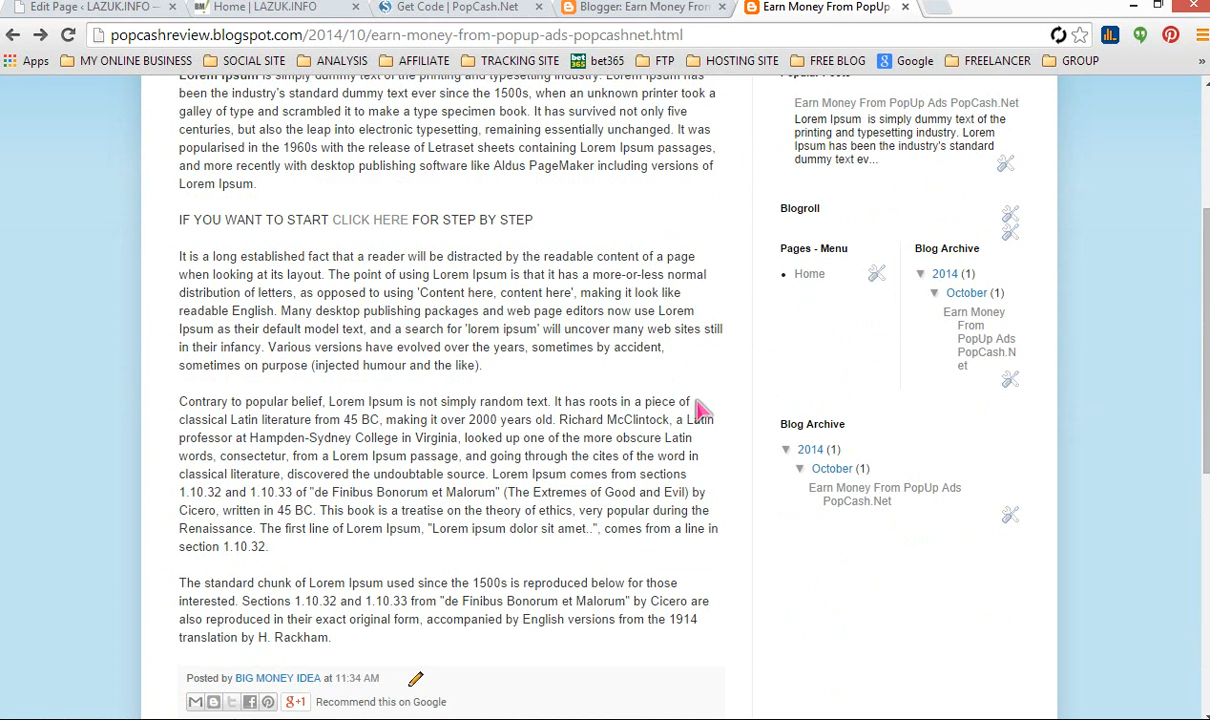 Edit Page ‹ LAZUK.INFO —
Home | LAZUK.INFO
Get Code | PopCash.Net
Blogger: Earn Money From
Earn Money From PopUp
popcashreview.blogspot.com/2014/10/earn-money-from-popup-ads-popcashnet.html
Apps MY ONLINE BUSINESS SOCIAL SITE ANALYSIS AFFILIATE TRACKING SITE bet365 FTP HOSTING SITE FREE BLOG Google FREELANCER GROUP »
Lorem Ipsum is simply dummy text of the printing and typesetting industry. Lorem Ipsum has
been the industry's standard dummy text ever since the 1500s, when an unknown printer took a
galley of type and scrambled it to make a type specimen book. It has survived not only five
centuries, but also the leap into electronic typesetting, remaining essentially unchanged. It was
popularised in the 1960s with the release of Letraset sheets containing Lorem Ipsum passages,
and more recently with desktop publishing software like Aldus PageMaker including versions of
Lorem Ipsum.
IF YOU WANT TO START CLICK HERE FOR STEP BY STEP
It is a long established fact that a reader will be distracted by the readable content of a page
when looking at its layout. The point of using Lorem Ipsum is that it has a more-or-less normal
distribution of letters, as opposed to using 'Content here, content here', making it look like
readable English. Many desktop publishing packages and web page editors now use Lorem
Ipsum as their default model text, and a search for 'lorem ipsum' will uncover many web sites still
in their infancy. Various versions have evolved over the years, sometimes by accident,
sometimes on purpose (injected humour and the like).
Contrary to popular belief, Lorem Ipsum is not simply random text. It has roots in a piece of
classical Latin literature from 45 BC, making it over 2000 years old. Richard McClintock, a Latin
professor at Hampden-Sydney College in Virginia, looked up one of the more obscure Latin
words, consectetur, from a Lorem Ipsum passage, and going through the cites of the word in
classical literature, discovered the undoubtable source. Lorem Ipsum comes from sections
1.10.32 and 1.10.33 of "de Finibus Bonorum et Malorum" (The Extremes of Good and Evil) by
Cicero, written in 45 BC. This book is a treatise on the theory of ethics, very popular during the
Renaissance. The first line of Lorem Ipsum, "Lorem ipsum dolor sit amet..", comes from a line in
section 1.10.32.
The standard chunk of Lorem Ipsum used since the 1500s is reproduced below for those
interested. Sections 1.10.32 and 1.10.33 from "de Finibus Bonorum et Malorum" by Cicero are
also reproduced in their exact original form, accompanied by English versions from the 1914
translation by H. Rackham.
Posted by BIG MONEY IDEA at 11:34 AM
g+1 Recommend this on Google
Popular Posts
Earn Money From PopUp Ads PopCash.Net
Lorem Ipsum is simply dummy text of the
printing and typesetting industry. Lorem
Ipsum has been the industry's standard
dummy text ev...
Blogroll
Pages - Menu
Home
Blog Archive
▼ 2014 (1)
▼ October (1)
Earn Money
From
PopUp Ads
PopCash.N
et
Blog Archive
▼ 2014 (1)
▼ October (1)
Earn Money From PopUp Ads
PopCash.Net